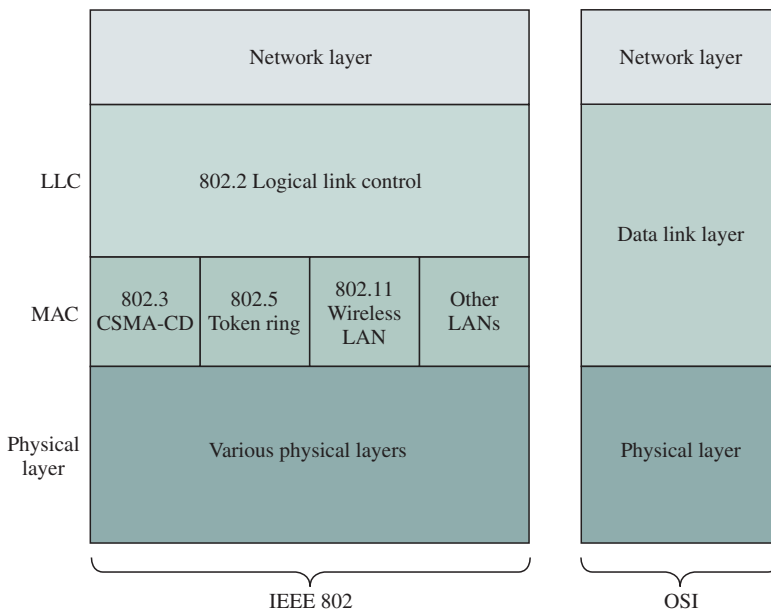 Network layer
Network layer
LLC
802.2 Logical link control
Data link layer
MAC
802.3
CSMA-CD
802.5
Token ring
802.11
Wireless
LAN
Other
LANs
Physical
layer
Various physical layers
Physical layer
IEEE 802
OSI